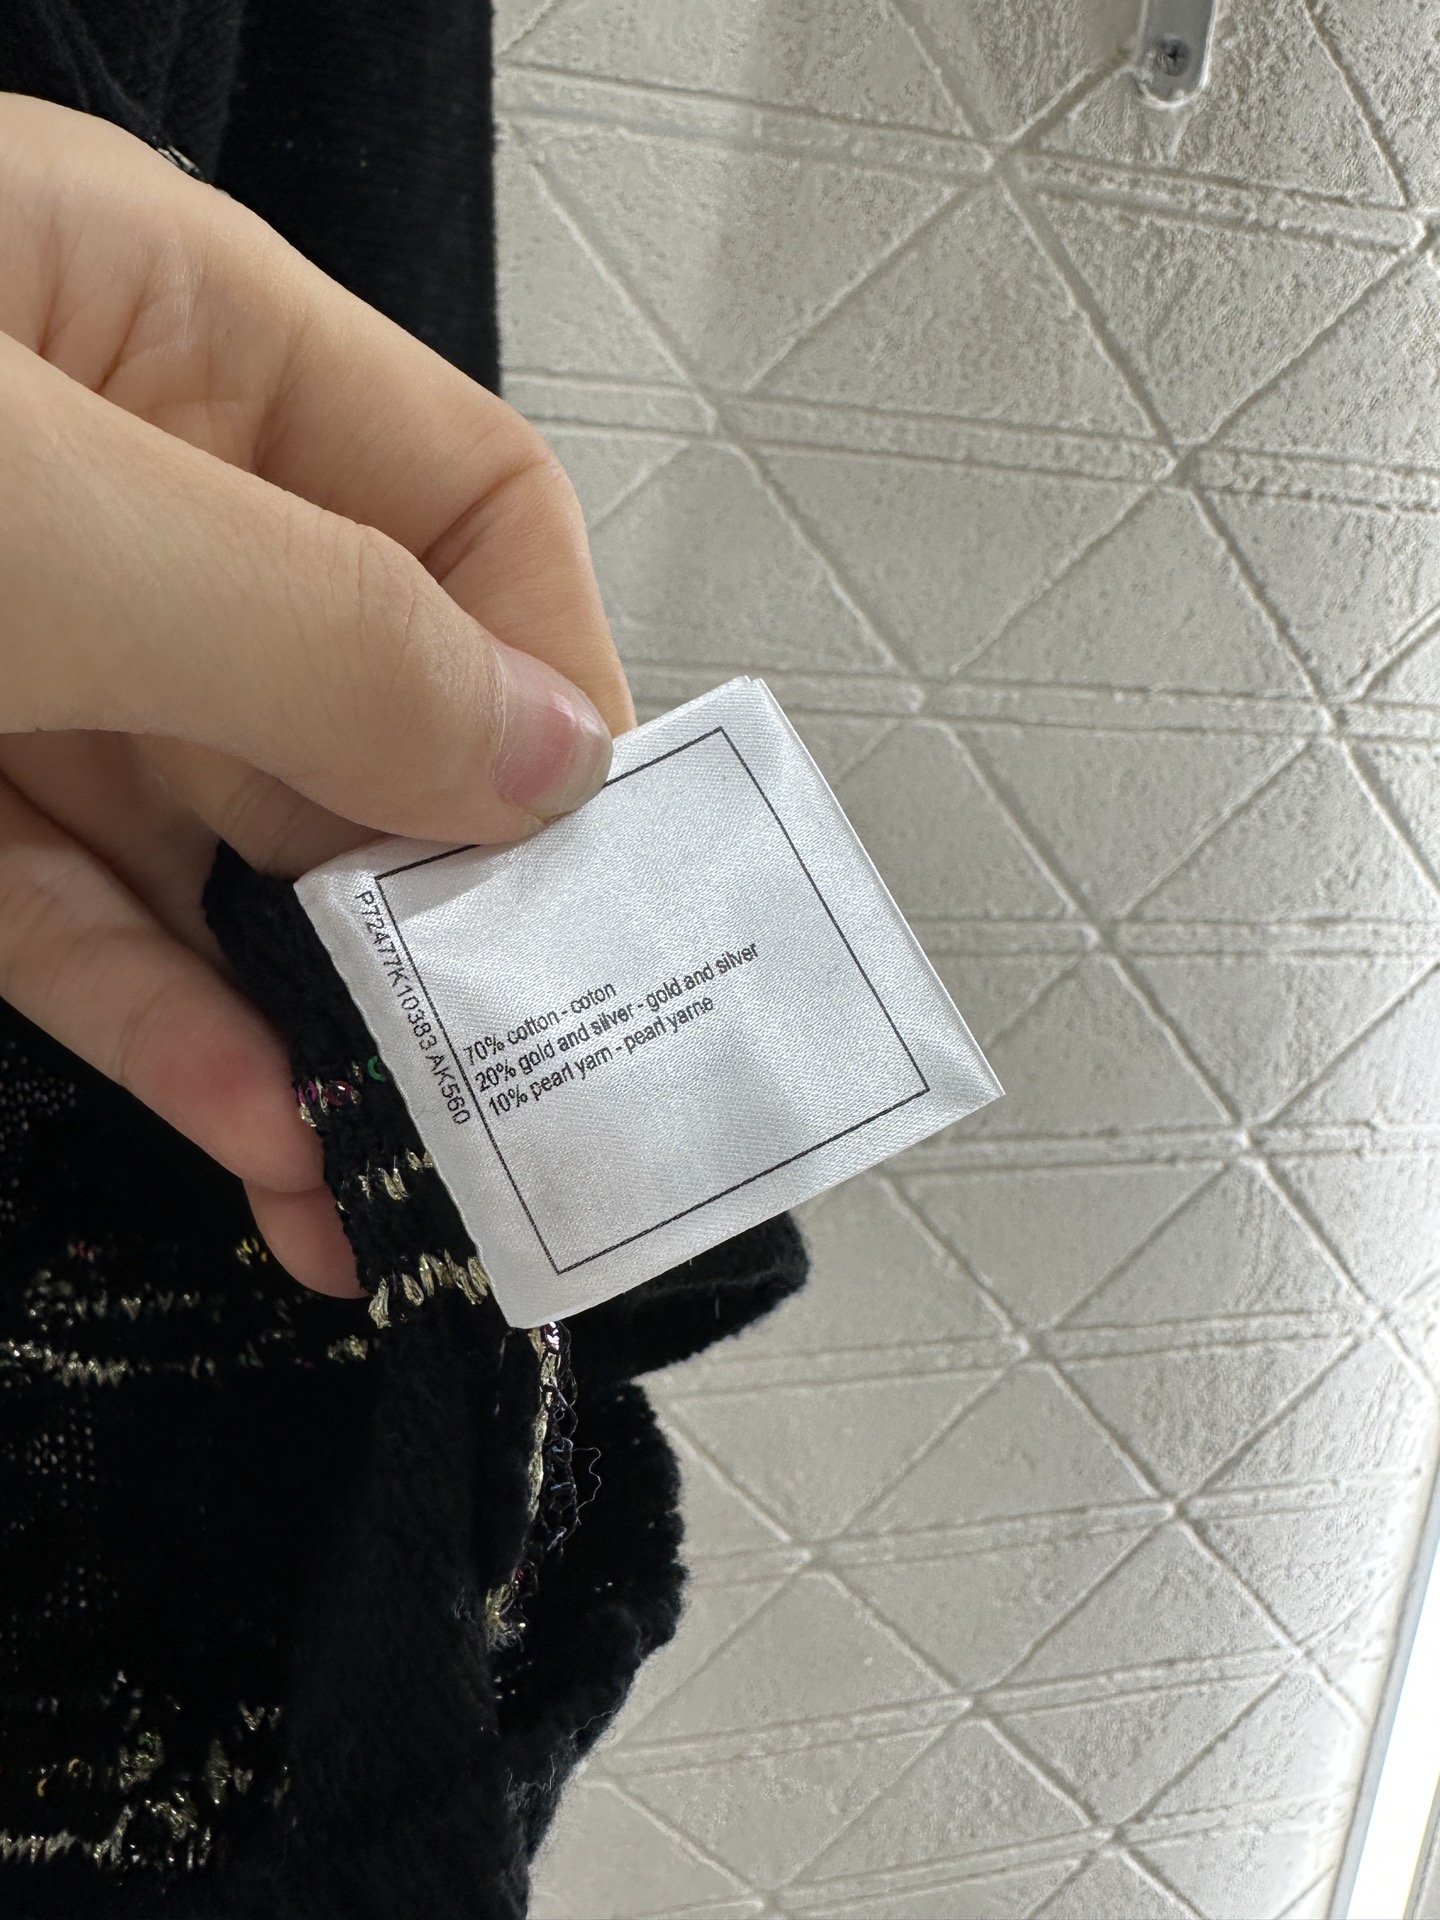 P72477K10383 AK560
70% cotton - coton
20% gold and silver - gold and silver
10% pearl yarn - pearl yarne